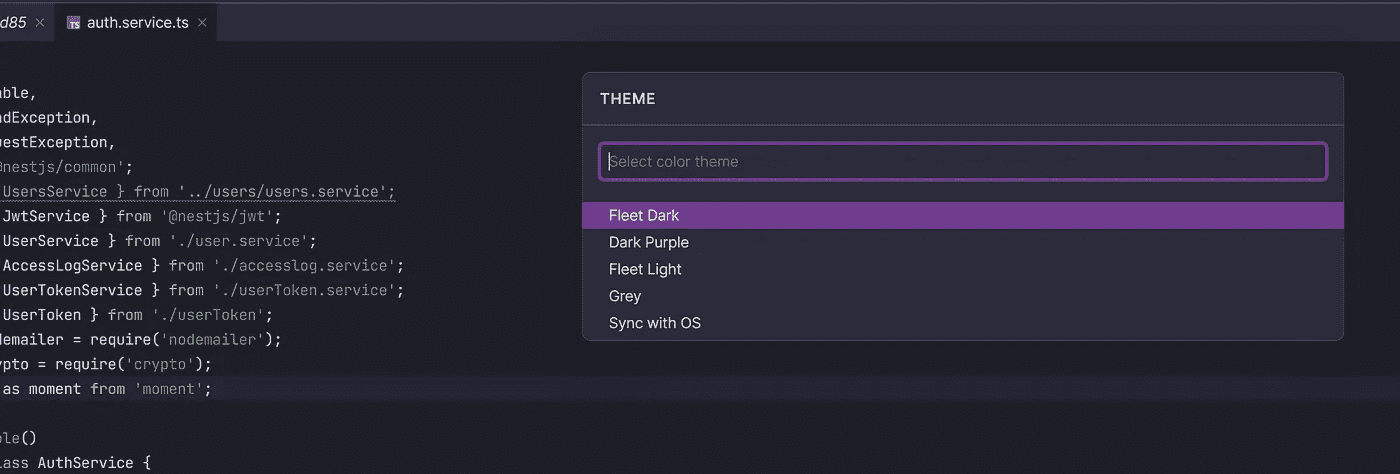 d85 × TS auth.service.ts ×
able,
ndException,
uestException,
@nestjs/common';
UsersService } from '../users/users.service';
JwtService } from '@nestjs/jwt';
UserService } from './user.service';
AccessLogService } from './accesslog.service';
UserTokenService } from './userToken.service';
UserToken } from './userToken';
demailer = require('nodemailer');
ypto = require('crypto');
as moment from 'moment';
ble()
lass AuthService {
THEME
Select color theme
Fleet Dark
Dark Purple
Fleet Light
Grey
Sync with OS